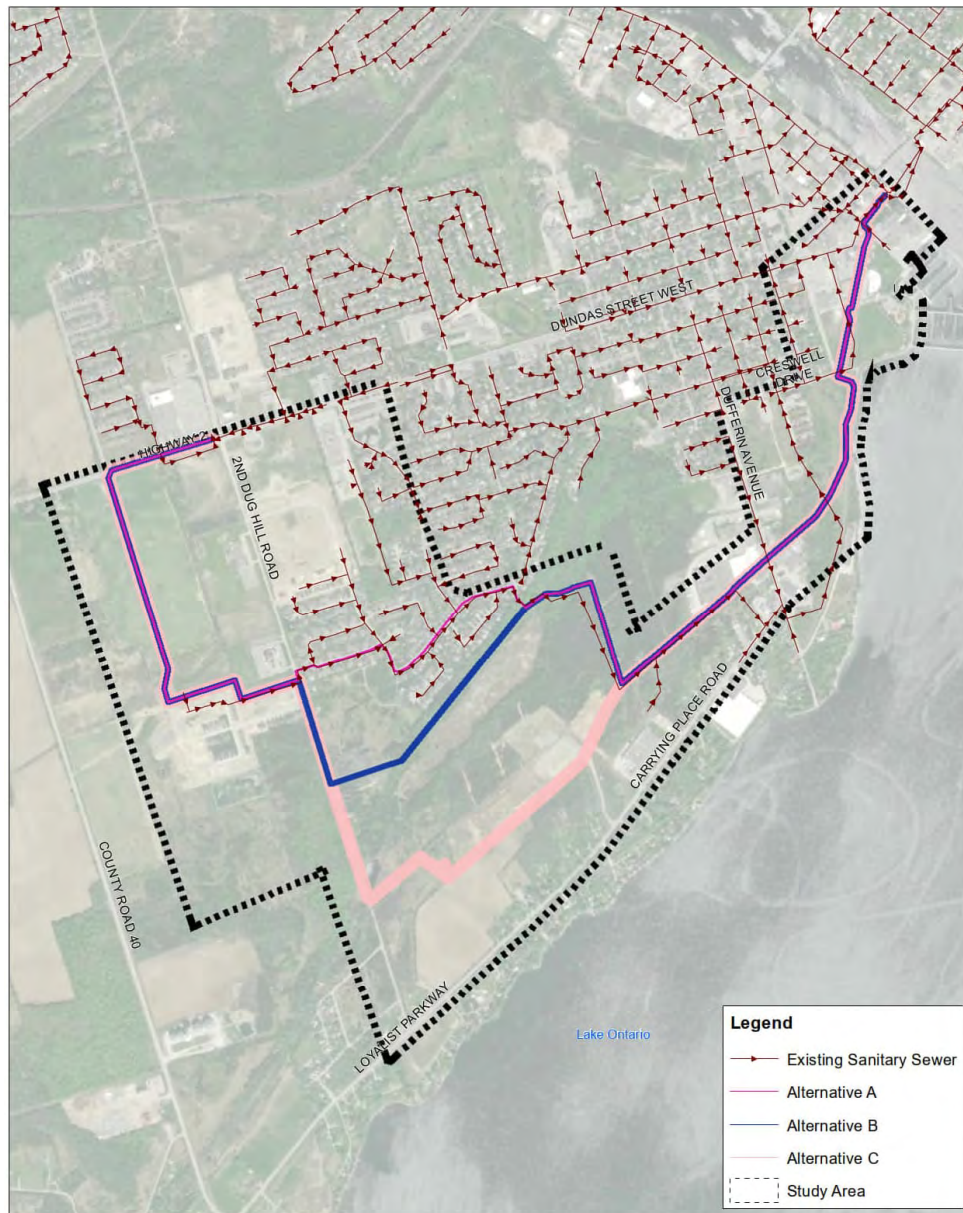 DUNDAS STREET WEST
CRESWELL
DRIVE
DUFFERIN AVENUE
HIGHWAY 2
2ND DUG HILL ROAD
CARRYING PLACE ROAD
COUNTY ROAD 40
LOYALIST PARKWAY
Lake Ontario
Legend
Existing Sanitary Sewer
Alternative A
Alternative B
Alternative C
Study Area